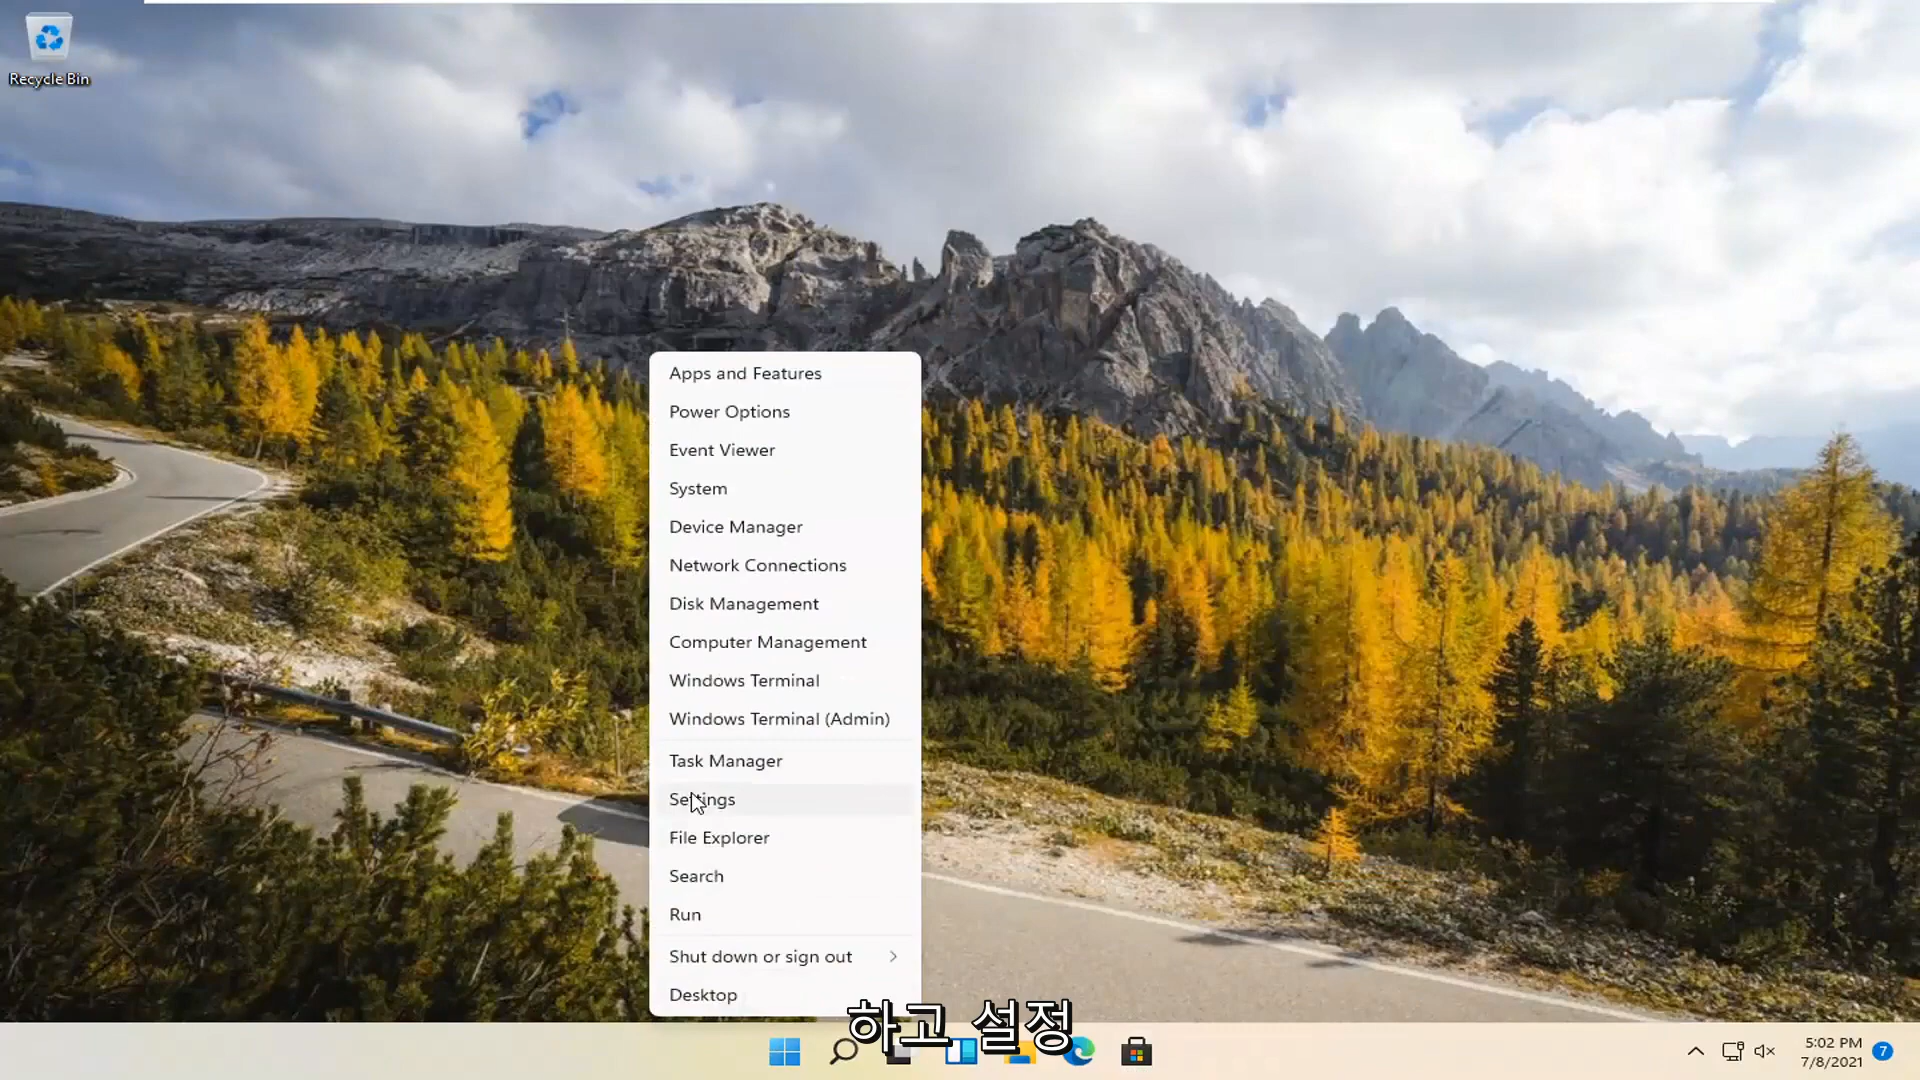 Recycle Bin
Apps and Features
Power Options
Event Viewer
System
Device Manager
Network Connections
Disk Management
Computer Management
Windows Terminal
Windows Terminal (Admin)
Task Manager
Settings
File Explorer
Search
Run
Shut down or sign out
Desktop
하고 설정
5:02 PM
7/8/2021
7